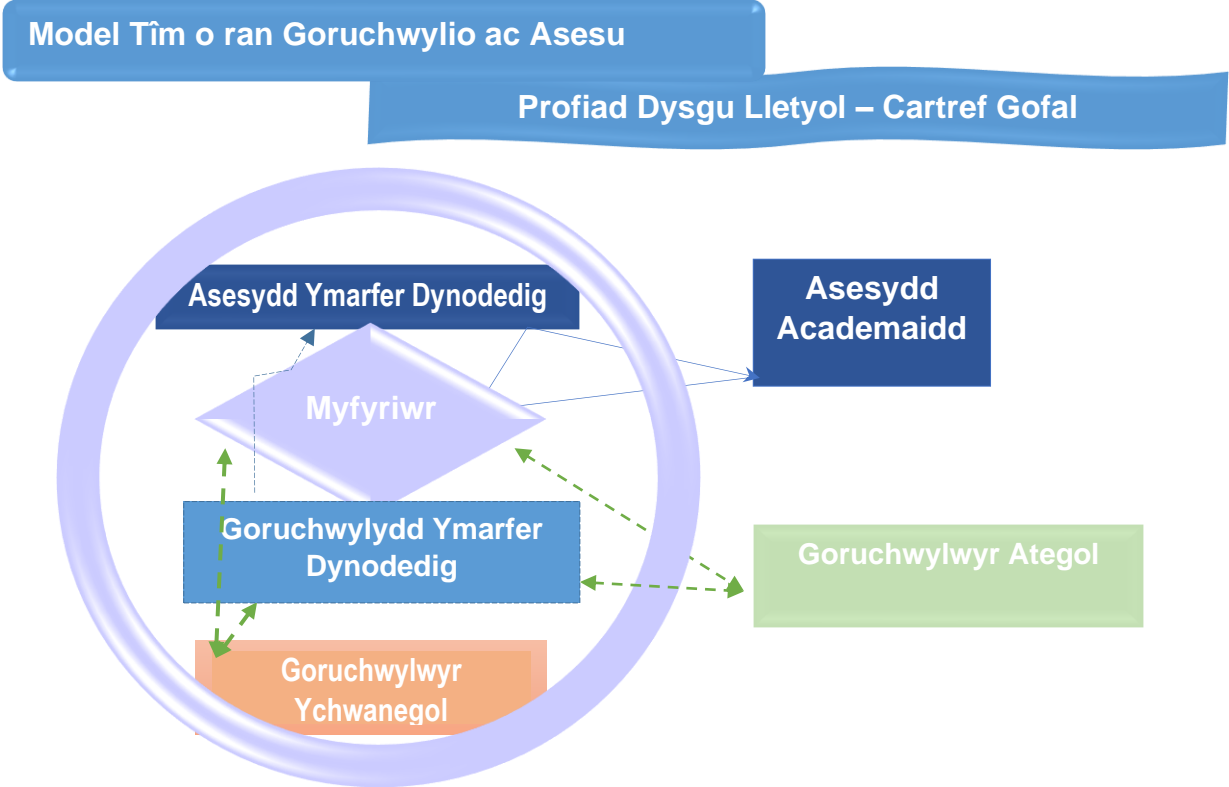 Model Tîm o ran Goruchwylio ac Asesu
Profiad Dysgu Lletyol – Cartref Gofal
Asesydd Ymarfer Dynodedig
Asesydd
Academaidd
Myfyriwr
Goruchwylydd Ymarfer
Dynodedig
Goruchwylwyr Ategol
Goruchwylwyr
Ychwanegol